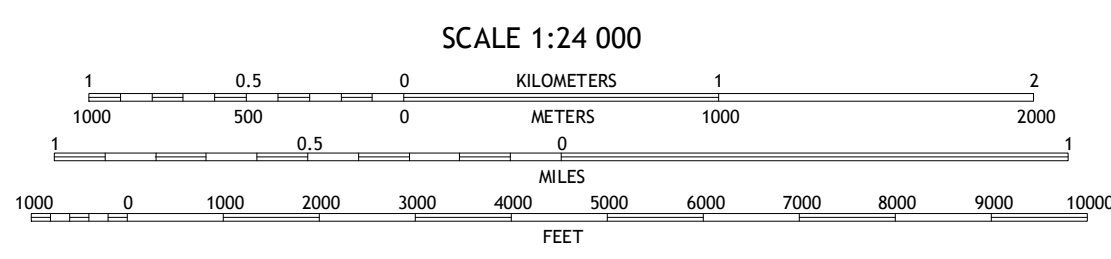 SCALE 1:24 000
1 0.5 0 KILOMETERS 1 2
1000 500 0 METERS 1000 2000
1 0.5 0 1
MILES
1000 0 1000 2000 3000 4000 5000 6000 7000 8000 9000 10000
FEET